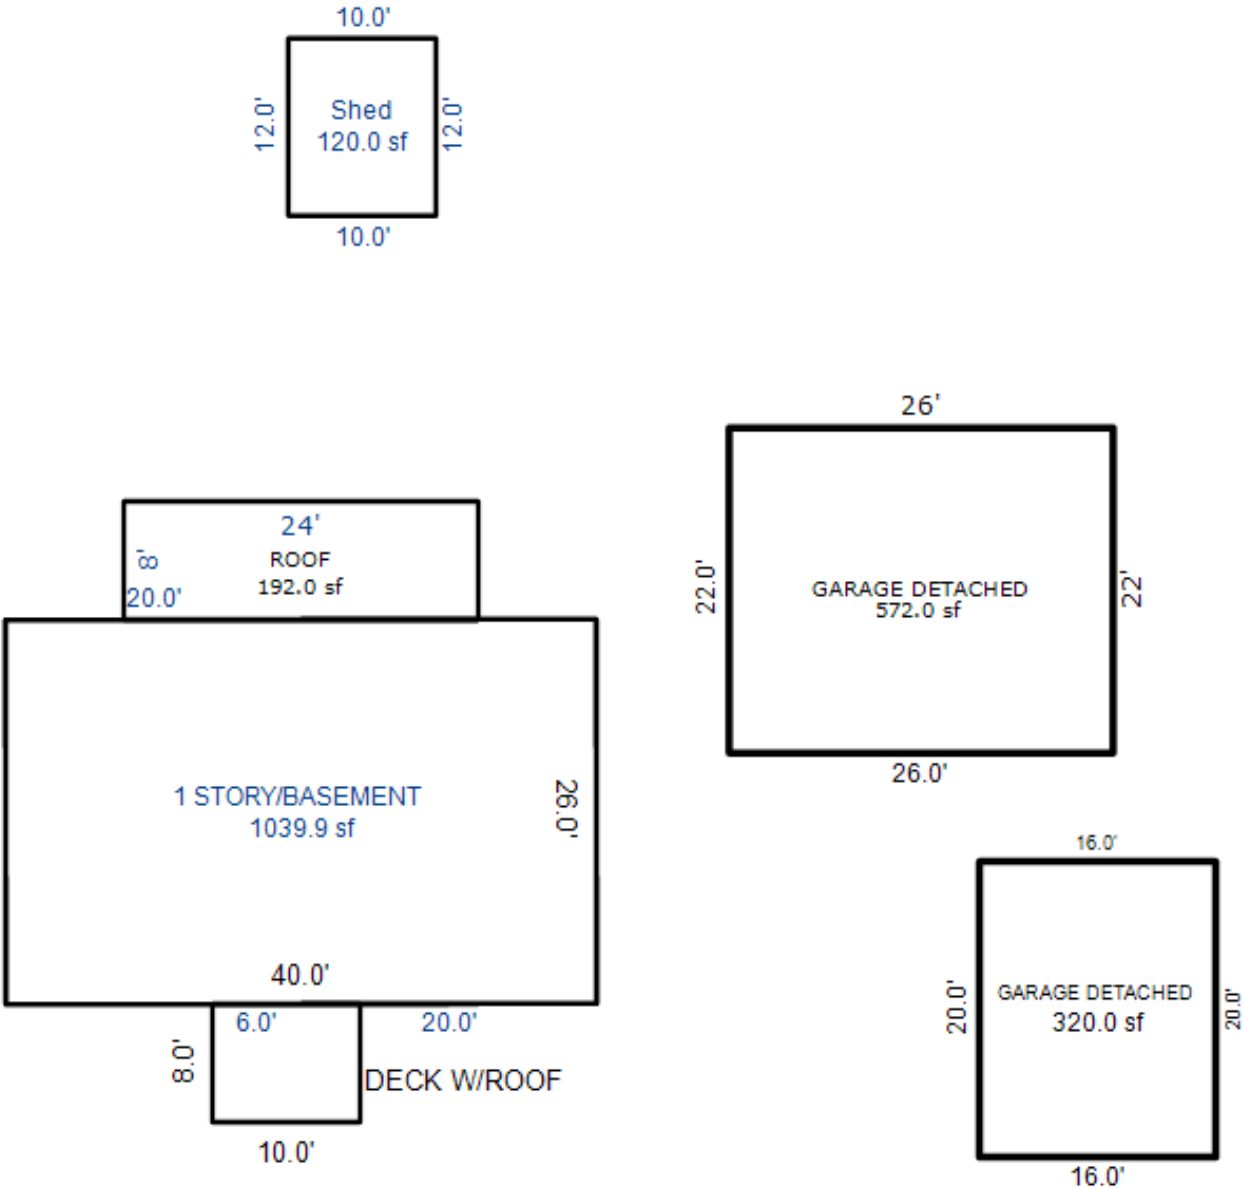 10.0'
12.0'
Shed
120.0 sf
12.0'
10.0'
26'
22.0'
GARAGE DETACHED
572.0 sf
22'
26.0'
24'
8'
ROOF
192.0 sf
20.0'
1 STORY/BASEMENT
1039.9 sf
26.0'
40.0'
6.0'
20.0'
8.0'
DECK W/ROOF
10.0'
16.0'
20.0'
GARAGE DETACHED
320.0 sf
20.0'
16.0'